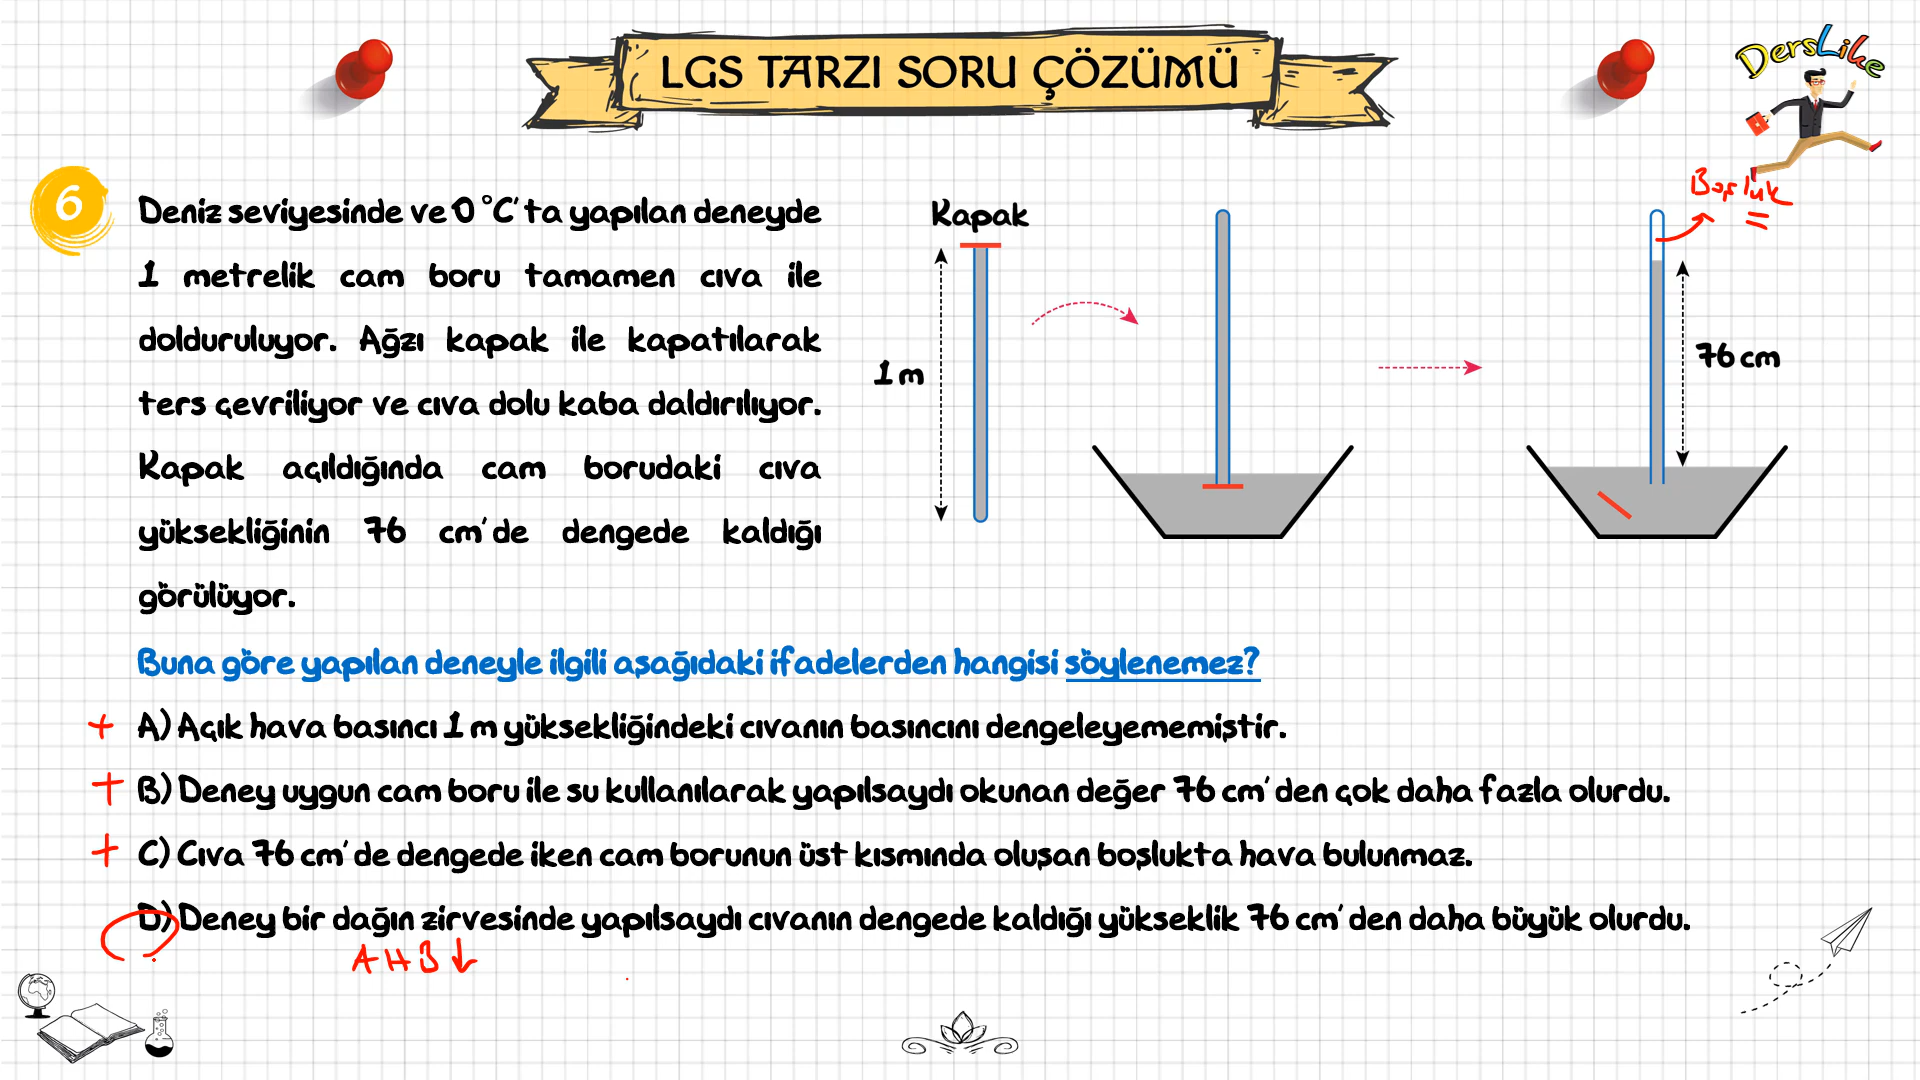 LGS TARZI SORU ÇÖZÜMÜ
DersLike
6
Deniz seviyesinde ve 0 °C'ta yapılan deneyde
1 metrelik cam boru tamamen cıva ile
dolduruluyor. Ağzı kapak ile kapatılarak
ters çevriliyor ve cıva dolu kaba daldırılıyor.
Kapak açıldığında cam borudaki cıva
yüksekliğinin 76 cm'de dengede kaldığı
görülüyor.
Kapak
1 m
Boşluk
76 cm
Buna göre yapılan deneyle ilgili aşağıdaki ifadelerden hangisi söylenemez?
+ A) Açık hava basıncı 1 m yüksekliğindeki cıvanın basıncını dengeleyememiştir.
+ B) Deney uygun cam boru ile su kullanılarak yapılsaydı okunan değer 76 cm'den çok daha fazla olurdu.
+ C) Cıva 76 cm'de dengede iken cam borunun üst kısmında oluşan boşlukta hava bulunmaz.
D) Deney bir dağın zirvesinde yapılsaydı cıvanın dengede kaldığı yükseklik 76 cm'den daha büyük olurdu.
AHB ↓